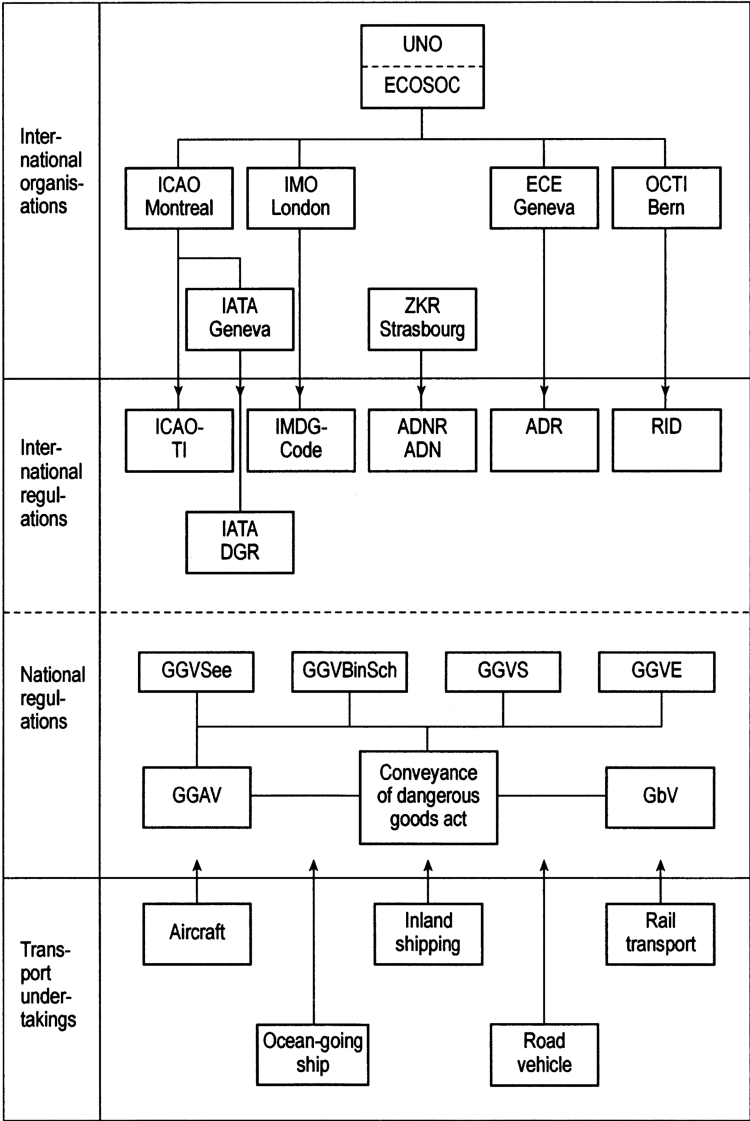 UNO
ECOSOC
Inter-
national
organis-
ations
ICAO
Montreal
IMO
London
ECE
Geneva
OCTI
Bern
IATA
Geneva
ZKR
Strasbourg
Inter-
national
regul-
ations
ICAO-
TI
IMDG-
Code
ADNR
ADN
ADR
RID
IATA
DGR
National
regul-
ations
GGVSee
GGVBinSch
GGVS
GGVE
GGAV
Conveyance
of dangerous
goods act
GbV
Trans-
port
under-
takings
Aircraft
Inland
shipping
Rail
transport
Ocean-going
ship
Road
vehicle